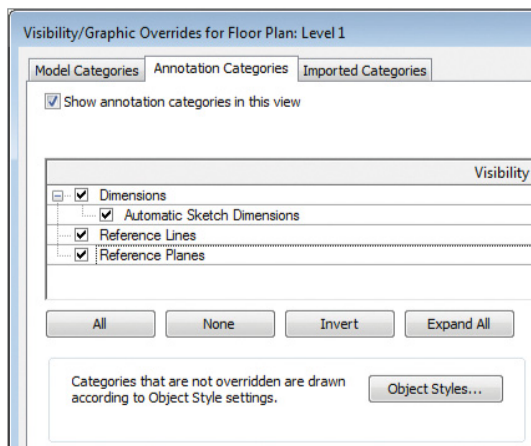 Visibility/Graphic Overrides for Floor Plan: Level 1
Model Categories Annotation Categories Imported Categories
Show annotation categories in this view
Visibility
Dimensions
Automatic Sketch Dimensions
Reference Lines
Reference Planes
All None Invert Expand All
Categories that are not overridden are drawn
according to Object Style settings.
Object Styles...